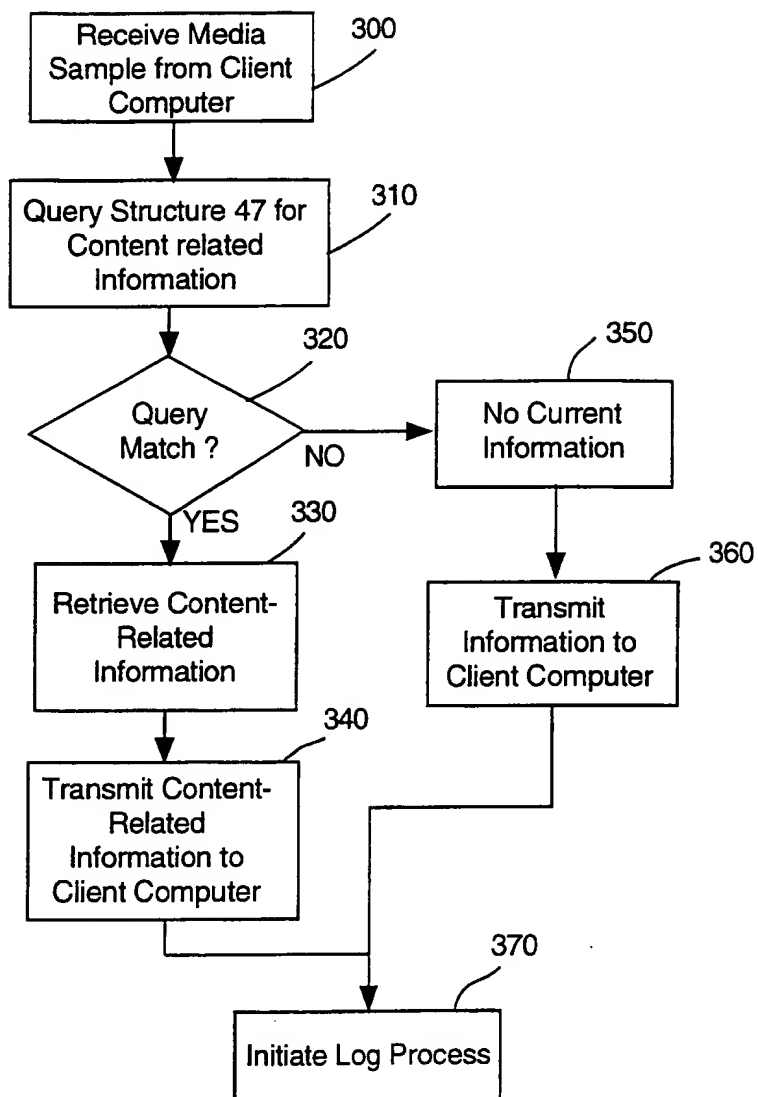 Receive Media
Sample from Client
Computer
300
Query Structure 47 for
Content related
Information
310
320
Query
Match ?
NO
YES
350
No Current
Information
330
Retrieve Content-
Related
Information
360
Transmit
Information to
Client Computer
340
Transmit Content-
Related
Information to
Client Computer
370
Initiate Log Process